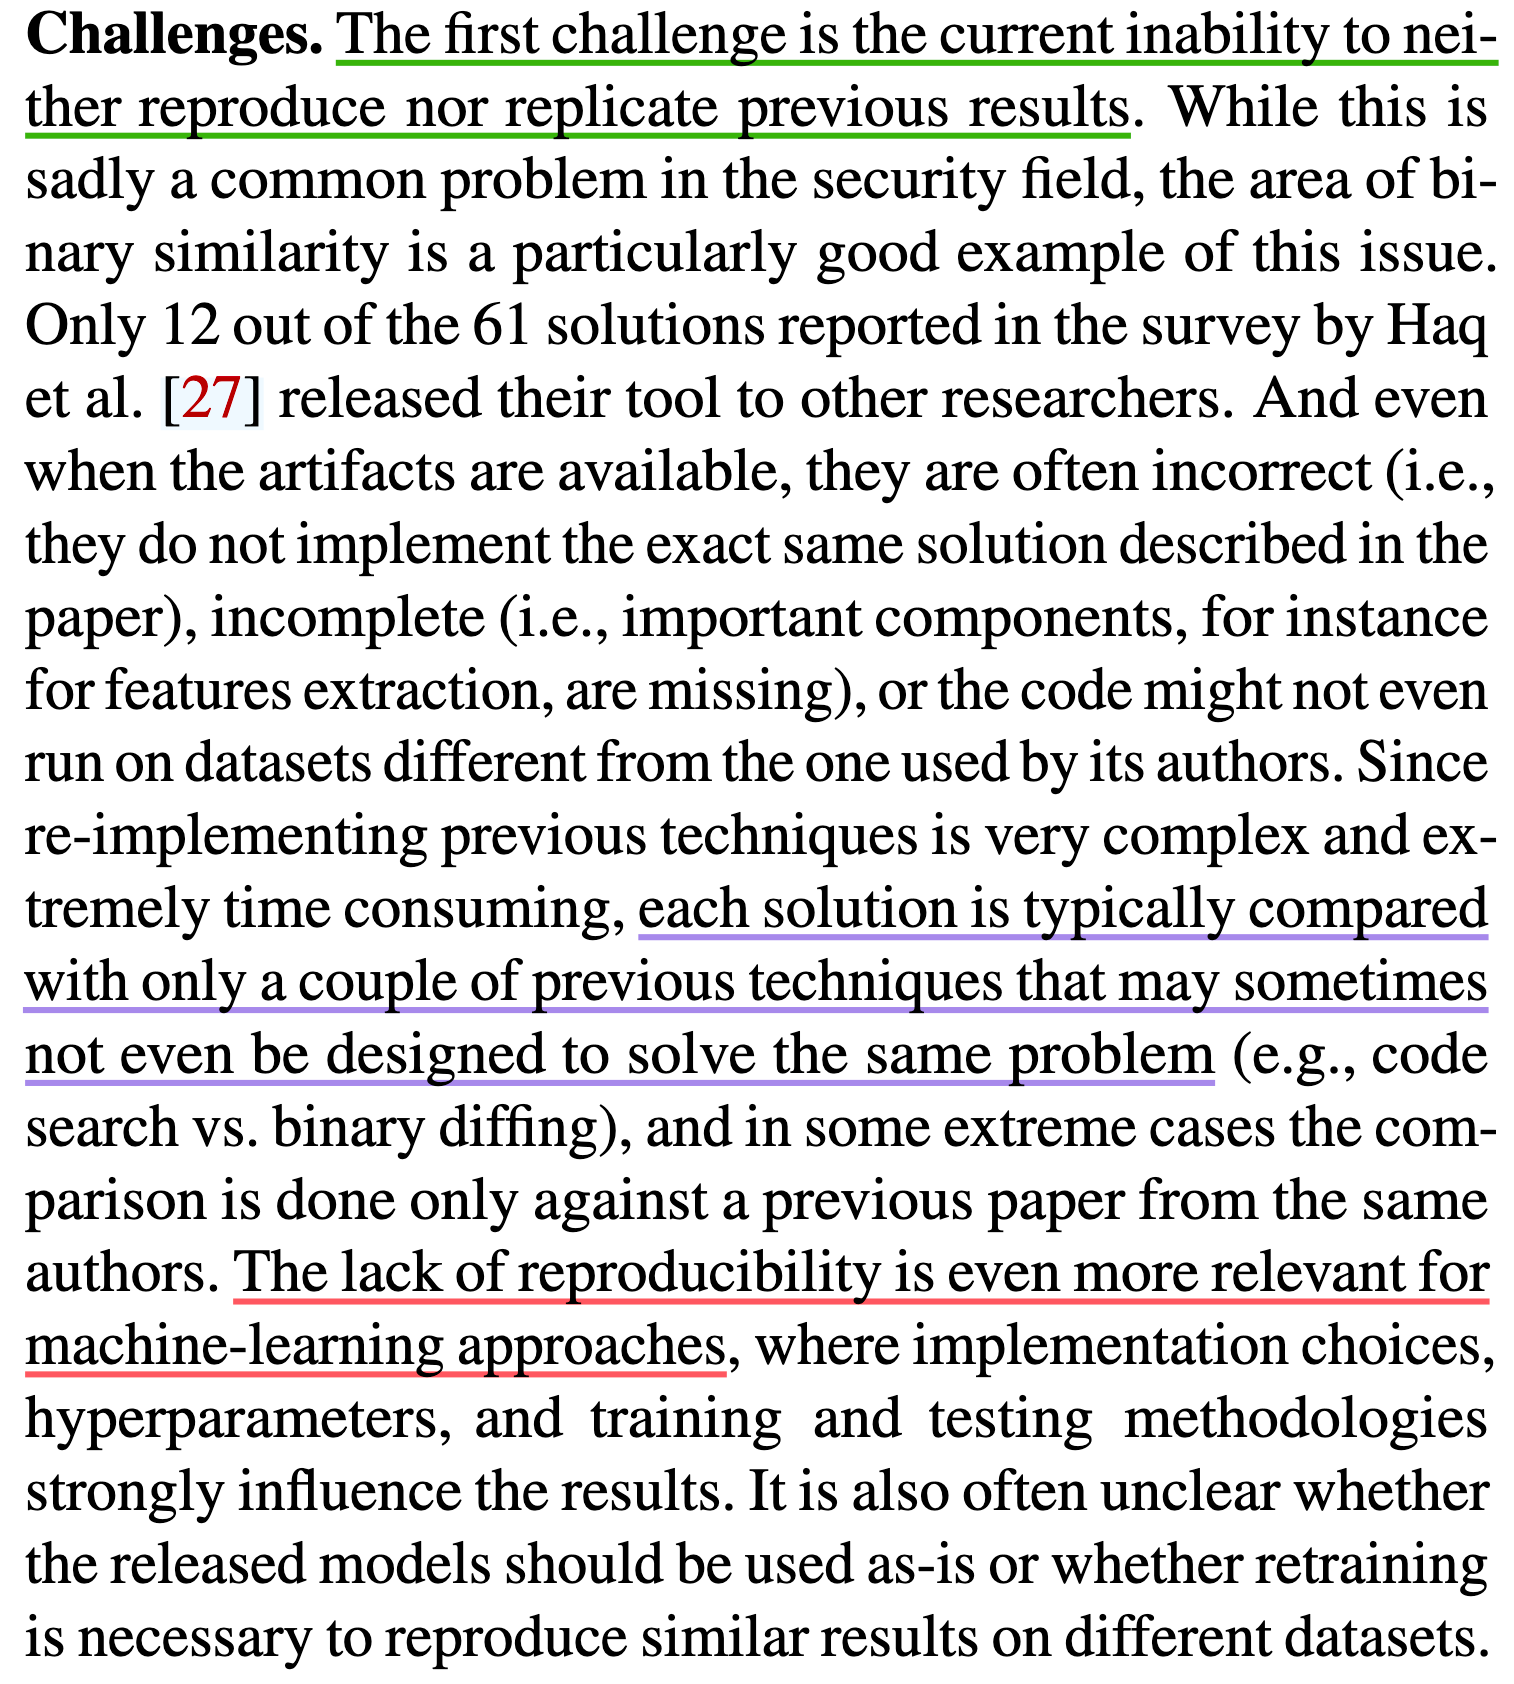 Challenges. The first challenge is the current inability to nei-
ther reproduce nor replicate previous results. While this is
sadly a common problem in the security field, the area of bi-
nary similarity is a particularly good example of this issue.
Only 12 out of the 61 solutions reported in the survey by Haq
et al. [27] released their tool to other researchers. And even
when the artifacts are available, they are often incorrect (i.e.,
they do not implement the exact same solution described in the
paper), incomplete (i.e., important components, for instance
for features extraction, are missing), or the code might not even
run on datasets different from the one used by its authors. Since
re-implementing previous techniques is very complex and ex-
tremely time consuming, each solution is typically compared
with only a couple of previous techniques that may sometimes
not even be designed to solve the same problem (e.g., code
search vs. binary diffing), and in some extreme cases the com-
parison is done only against a previous paper from the same
authors. The lack of reproducibility is even more relevant for
machine-learning approaches, where implementation choices,
hyperparameters, and training and testing methodologies
strongly influence the results. It is also often unclear whether
the released models should be used as-is or whether retraining
is necessary to reproduce similar results on different datasets.